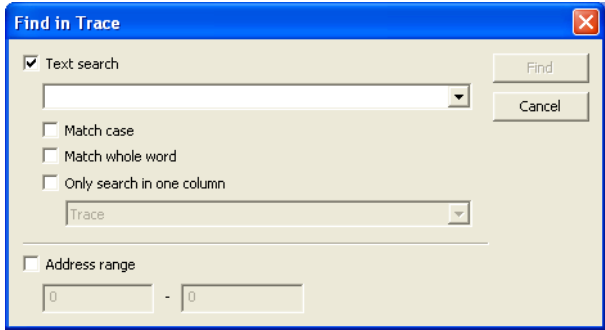 Find in Trace
Text search
Find
Cancel
Match case
Match whole word
Only search in one column
Trace
Address range
0 - 0